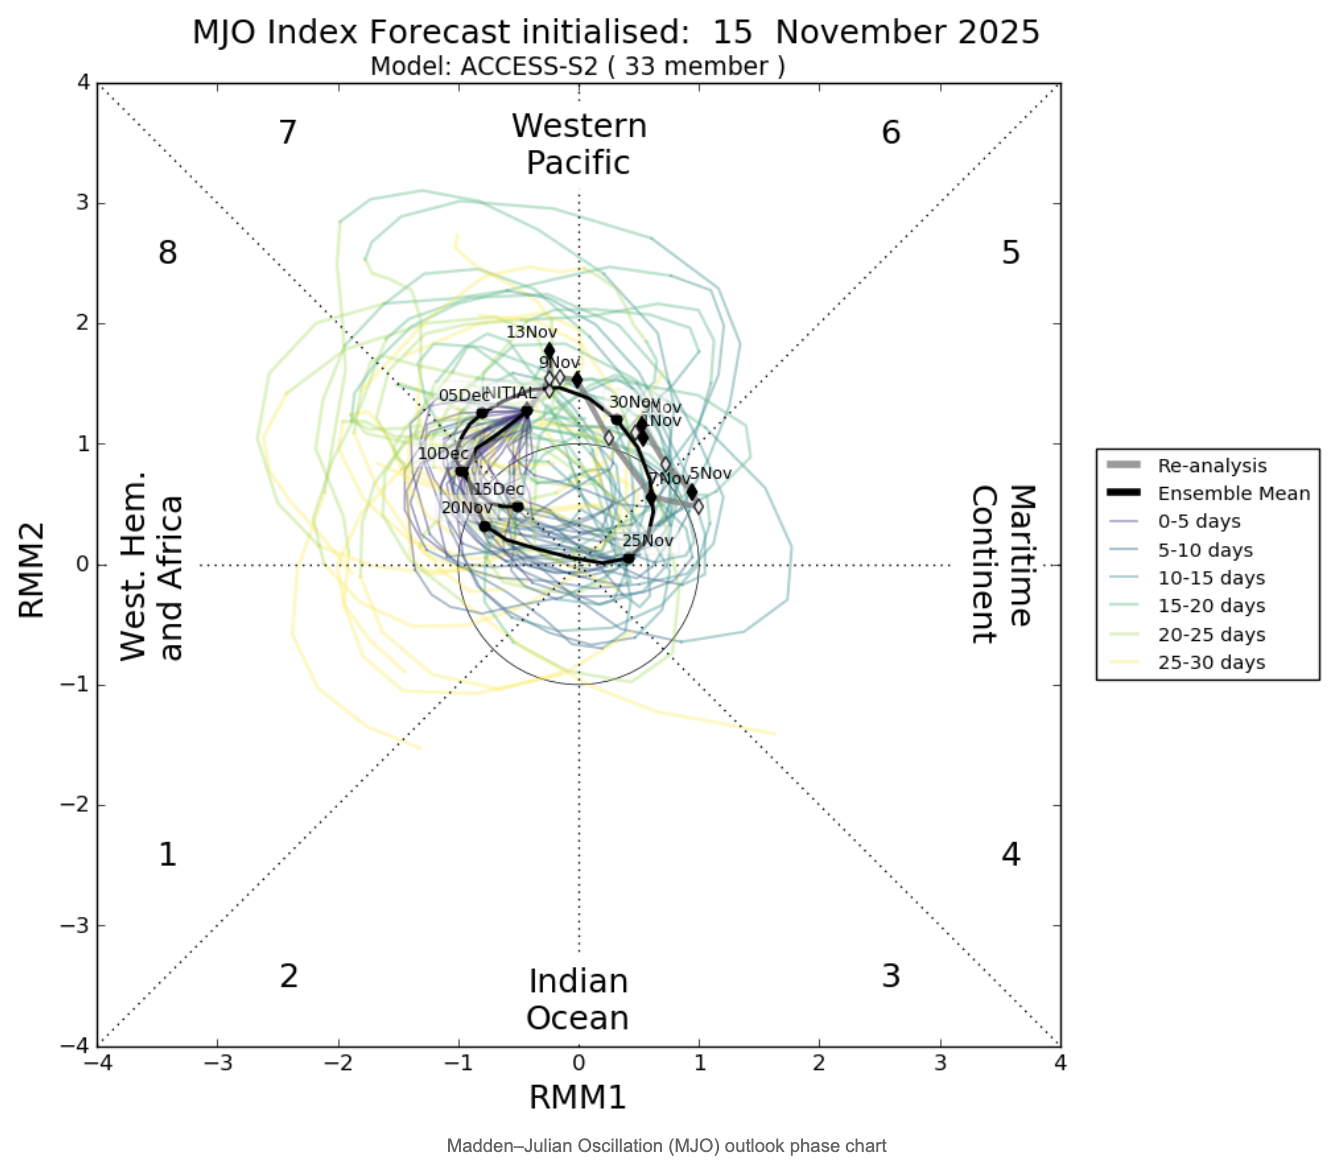 MJO Index Forecast initialised:  15  November 2025
Model: ACCESS-S2 ( 33 member )
4
3
2
1
0
−1
−2
−3
−4
RMM2
−4
−3
−2
−1
0
1
2
3
4
RMM1
7
Western
Pacific
6
8
5
West. Hem.
and Africa
Maritime
Continent
1
4
2
Indian
Ocean
3
13Nov
9Nov
05Dec
INITIAL
30Nov
1Nov
10Dec
5Nov
7Nov
15Dec
20Nov
25Nov
Re-analysis
Ensemble Mean
0-5 days
5-10 days
10-15 days
15-20 days
20-25 days
25-30 days
Madden–Julian Oscillation (MJO) outlook phase chart